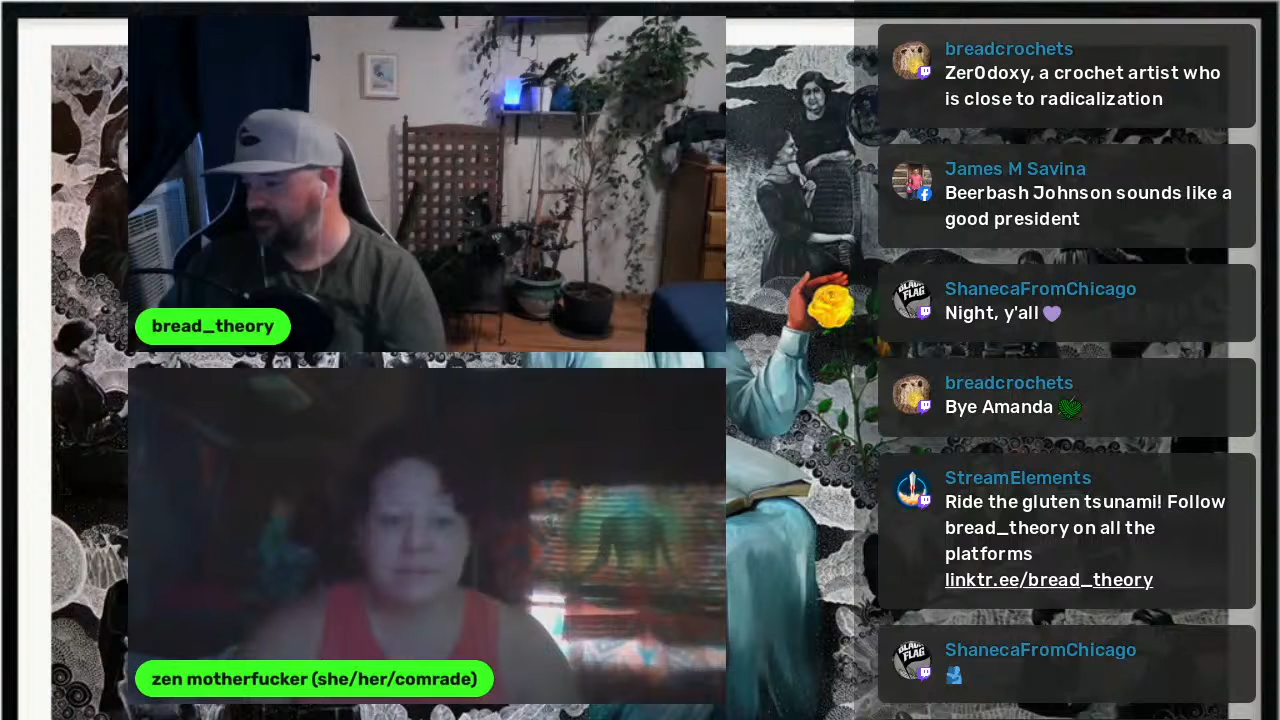 bread_theory
zen motherfucker (she/her/comrade)
breadcrochets
Zer0doxy, a crochet artist who
is close to radicalization
James M Savina
Beerbash Johnson sounds like a
good president
ShanecaFromChicago
Night, y'all 💜
breadcrochets
Bye Amanda
StreamElements
Ride the gluten tsunami! Follow
bread_theory on all the
platforms
linktr.ee/bread_theory
ShanecaFromChicago
BLACK
FLAG